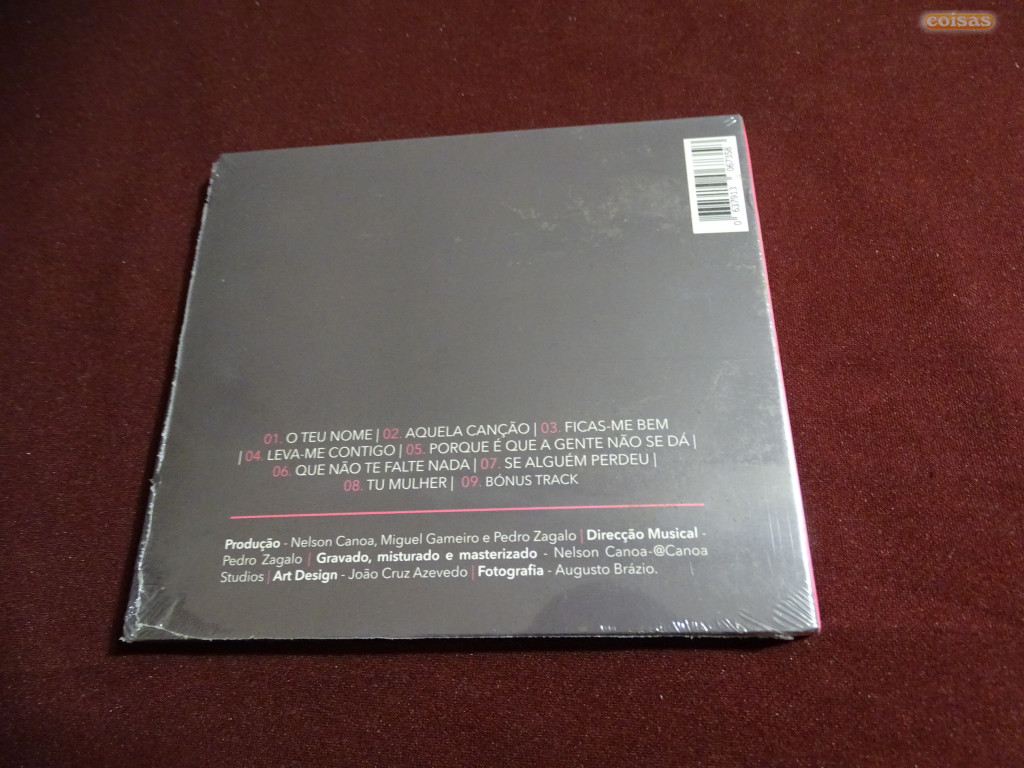 coisas
0 637913 067358
01. O TEU NOME | 02. AQUELA CANÇÃO | 03. FICAS-ME BEM
| 04. LEVA-ME CONTIGO | 05. PORQUE É QUE A GENTE NÃO SE DÁ |
06. QUE NÃO TE FALTE NADA | 07. SE ALGUÉM PERDEU |
08. TU MULHER | 09. BÓNUS TRACK
Produção - Nelson Canoa, Miguel Gameiro e Pedro Zagalo | Direcção Musical -
Pedro Zagalo | Gravado, misturado e masterizado - Nelson Canoa-@Canoa
Studios | Art Design - João Cruz Azevedo | Fotografia - Augusto Brázio.